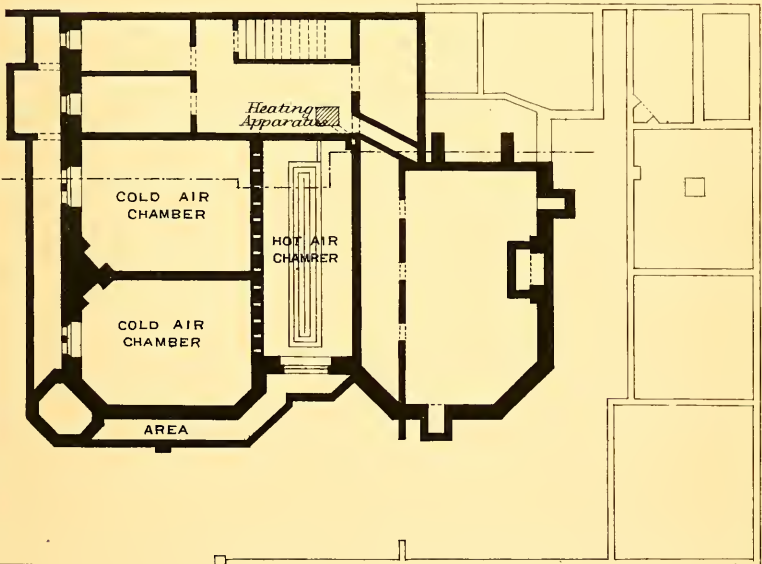 Heating
Apparatus
COLD AIR
CHAMBER
HOT AIR
CHAMBER
COLD AIR
CHAMBER
AREA